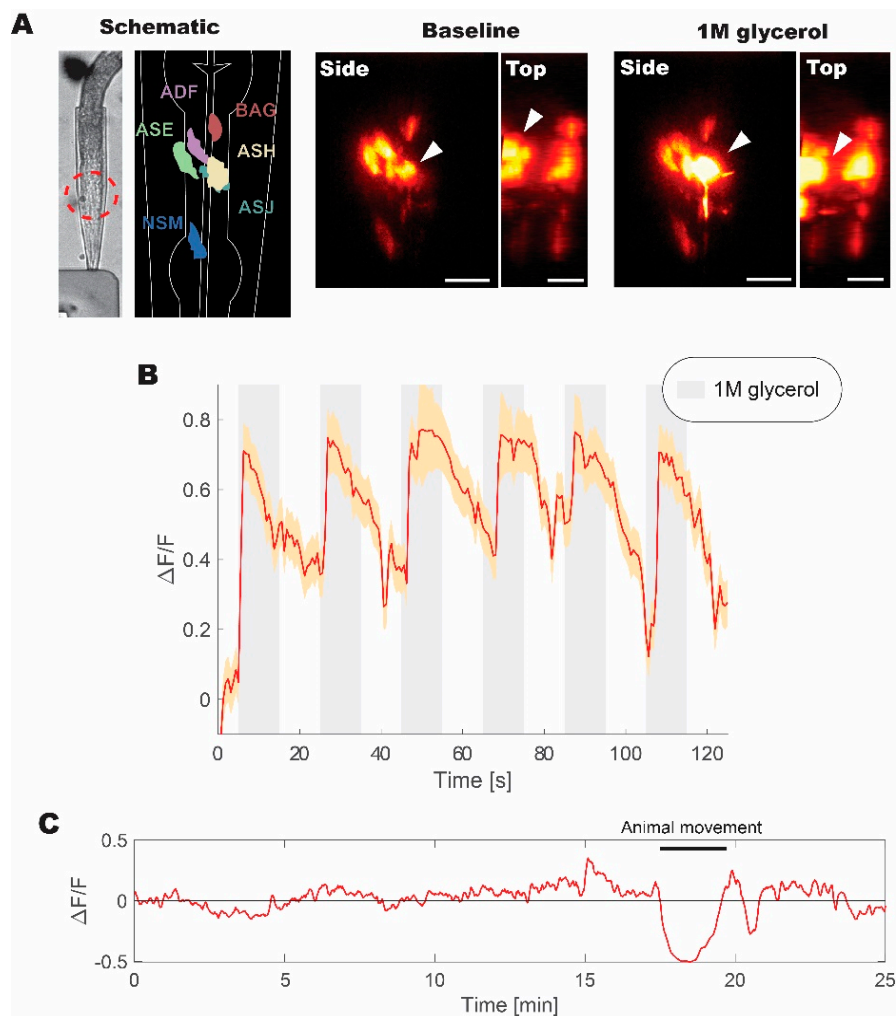 A
Schematic
Baseline
1M glycerol
ADF
BAG
ASE
ASH
ASJ
NSM
Side
Top
Side
Top
B
1M glycerol
0.8
0.6
0.4
0.2
0
ΔF/F
0 20 40 60 80 100 120
Time [s]
C
Animal movement
0.5
0
-0.5
ΔF/F
0 5 10 15 20 25
Time [min]